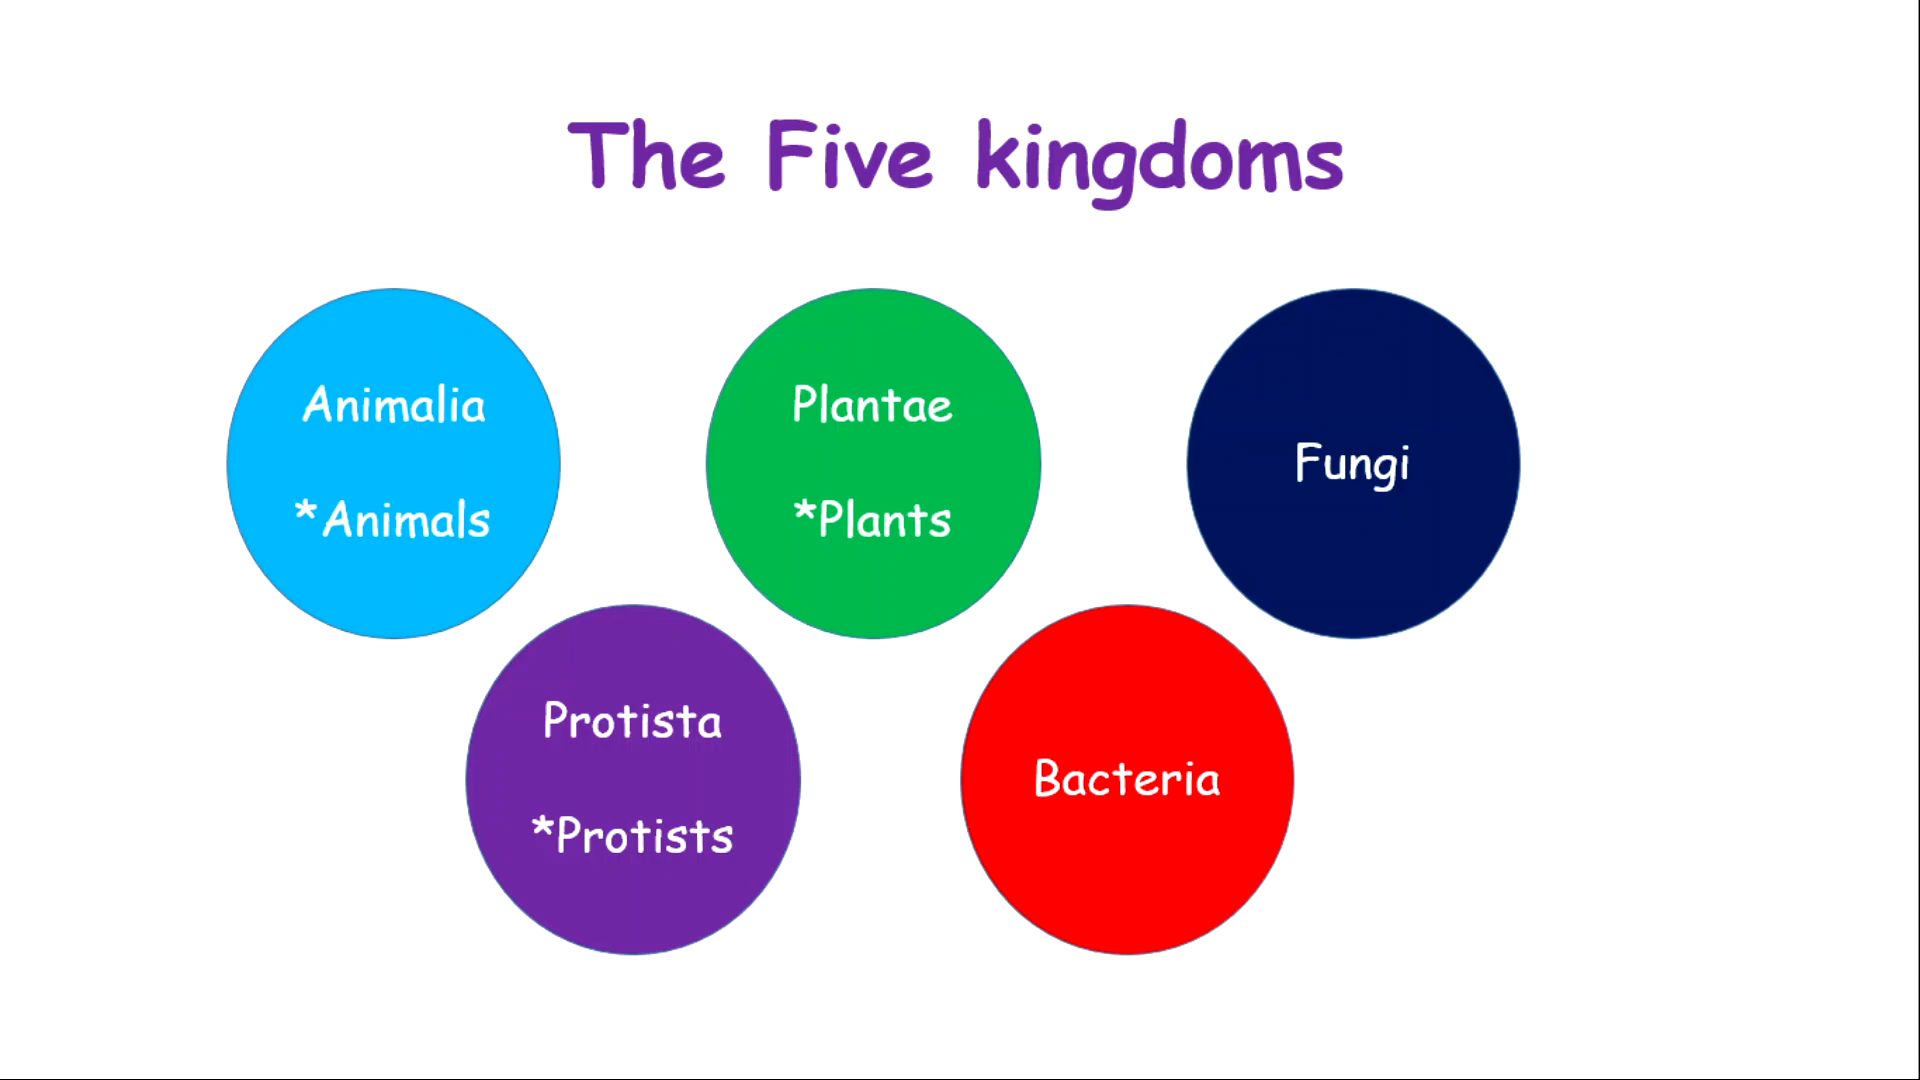 The Five kingdoms
Animalia
*Animals
Plantae
*Plants
Fungi
Protista
*Protists
Bacteria